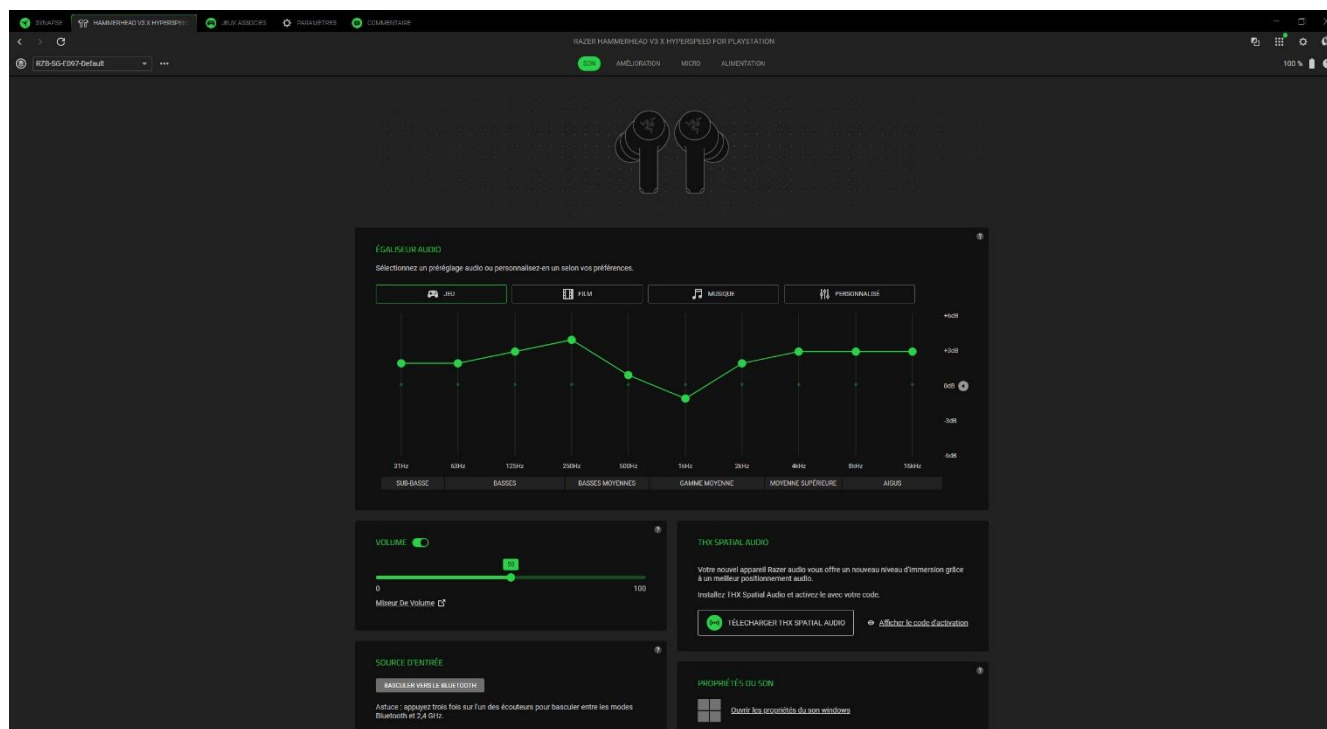 SYNAPSE
HAMMERHEAD V3 X HYPERSPEE
JEUX ASSOCIÉS
PARAMÈTRES
COMMENTAIRE
RAZER HAMMERHEAD V3 X HYPERSPEED FOR PLAYSTATION
RZB-SG-E097-Default
SON
AMÉLIORATION
MICRO
ALIMENTATION
100 %
ÉGALISEUR AUDIO
Sélectionnez un préréglage audio ou personnalisez-en un selon vos préférences.
JEU
FILM
MUSIQUE
PERSONNALISÉ
+6dB
+3dB
0dB
-3dB
-6dB
31Hz 63Hz 125Hz 250Hz 500Hz 1kHz 2kHz 4kHz 8kHz 16kHz
SUB-BASSE
BASSES
BASSES MOYENNES
GAMME MOYENNE
MOYENNE SUPÉRIEURE
AIGUS
VOLUME
50
0 100
Mixeur De Volume
THX SPATIAL AUDIO
Votre nouvel appareil Razer audio vous offre un nouveau niveau d'immersion grâce
à un meilleur positionnement audio.
Installez THX Spatial Audio et activez-le avec votre code.
TÉLÉCHARGER THX SPATIAL AUDIO
Afficher le code d'activation
SOURCE D'ENTRÉE
BASCULER VERS LE BLUETOOTH
Astuce : appuyez trois fois sur l'un des écouteurs pour basculer entre les modes
Bluetooth et 2,4 GHz.
PROPRIÉTÉS DU SON
Ouvrir les propriétés du son windows